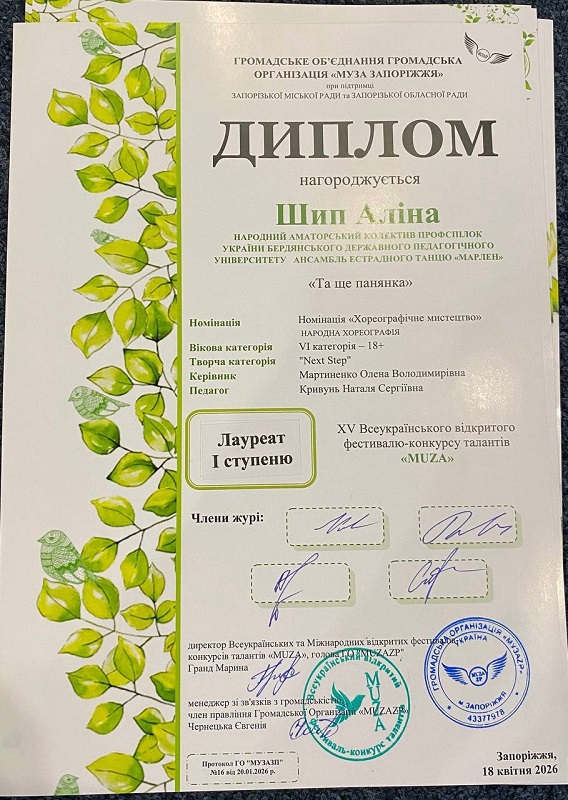 ГРОМАДСЬКЕ ОБ'ЄДНАННЯ ГРОМАДСЬКА
ОРГАНІЗАЦІЯ «МУЗА ЗАПОРІЖЖЯ»
при підтримці
ЗАПОРІЗЬКОЇ МІСЬКОЇ РАДИ та ЗАПОРІЗЬКОЇ ОБЛАСНОЇ РАДИ
ДИПЛОМ
нагороджується
Шип Аліна
НАРОДНИЙ АМАТОРСЬКИЙ КОЛЕКТИВ ПРОФСПІЛОК
УКРАЇНИ БЕРДЯНСЬКОГО ДЕРЖАВНОГО ПЕДАГОГІЧНОГО
УНІВЕРСИТЕТУ АНСАМБЛЬ ЕСТРАДНОГО ТАНЦЮ «МАРЛЕН»
«Та ще панянка»
Номінація Номінація «Хореографічне мистецтво»
НАРОДНА ХОРЕОГРАФІЯ
Вікова категорія VI категорія – 18+
Творча категорія "Next Step"
Керівник Мартиненко Олена Володимирівна
Педагог Кривунь Наталя Сергіївна
Лауреат
І ступеню
XV Всеукраїнського відкритого
фестивалю-конкурсу талантів
«MUZA»
Члени журі:
директор Всеукраїнських та Міжнародних відкритих фестивалів
конкурсів талантів «MUZA», голова ГО "MUZAZP"
Гранд Марина
менеджер зі зв'язків з громадськістю,
член правління Громадської Організації «MUZAZP»
Чернецька Євгенія
Всеукраїнський відкритий
MUZA
фестиваль-конкурс талантів
ГРОМАДСЬКА ОРГАНІЗАЦІЯ «МУЗАZP»
УКРАЇНА
MUZA
ZP
м. ЗАПОРІЖЖЯ
43377978
Протокол ГО "МУЗАЗП"
№16 від 20.01.2026 р.
Запоріжжя,
18 квітня 2026